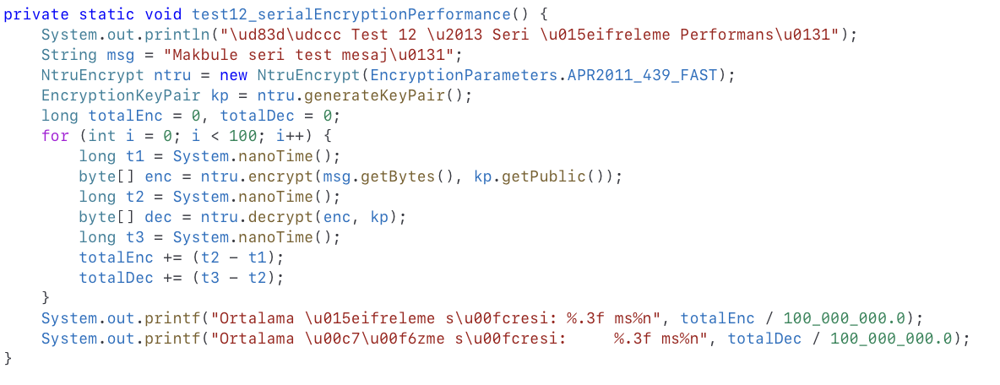 private static void test12_serialEncryptionPerformance() {
    System.out.println("\ud83d\udccc Test 12 \u2013 Seri \u015eifreleme Performans\u0131");
    String msg = "Makbule seri test mesaj\u0131";
    NtruEncrypt ntru = new NtruEncrypt(EncryptionParameters.APR2011_439_FAST);
    EncryptionKeyPair kp = ntru.generateKeyPair();
    long totalEnc = 0, totalDec = 0;
    for (int i = 0; i < 100; i++) {
        long t1 = System.nanoTime();
        byte[] enc = ntru.encrypt(msg.getBytes(), kp.getPublic());
        long t2 = System.nanoTime();
        byte[] dec = ntru.decrypt(enc, kp);
        long t3 = System.nanoTime();
        totalEnc += (t2 - t1);
        totalDec += (t3 - t2);
    }
    System.out.printf("Ortalama \u015eifreleme s\u00fcresi: %.3f ms%n", totalEnc / 100_000_000.0);
    System.out.printf("Ortalama \u00c7\u00f6zme s\u00fcresi:     %.3f ms%n", totalDec / 100_000_000.0);
}